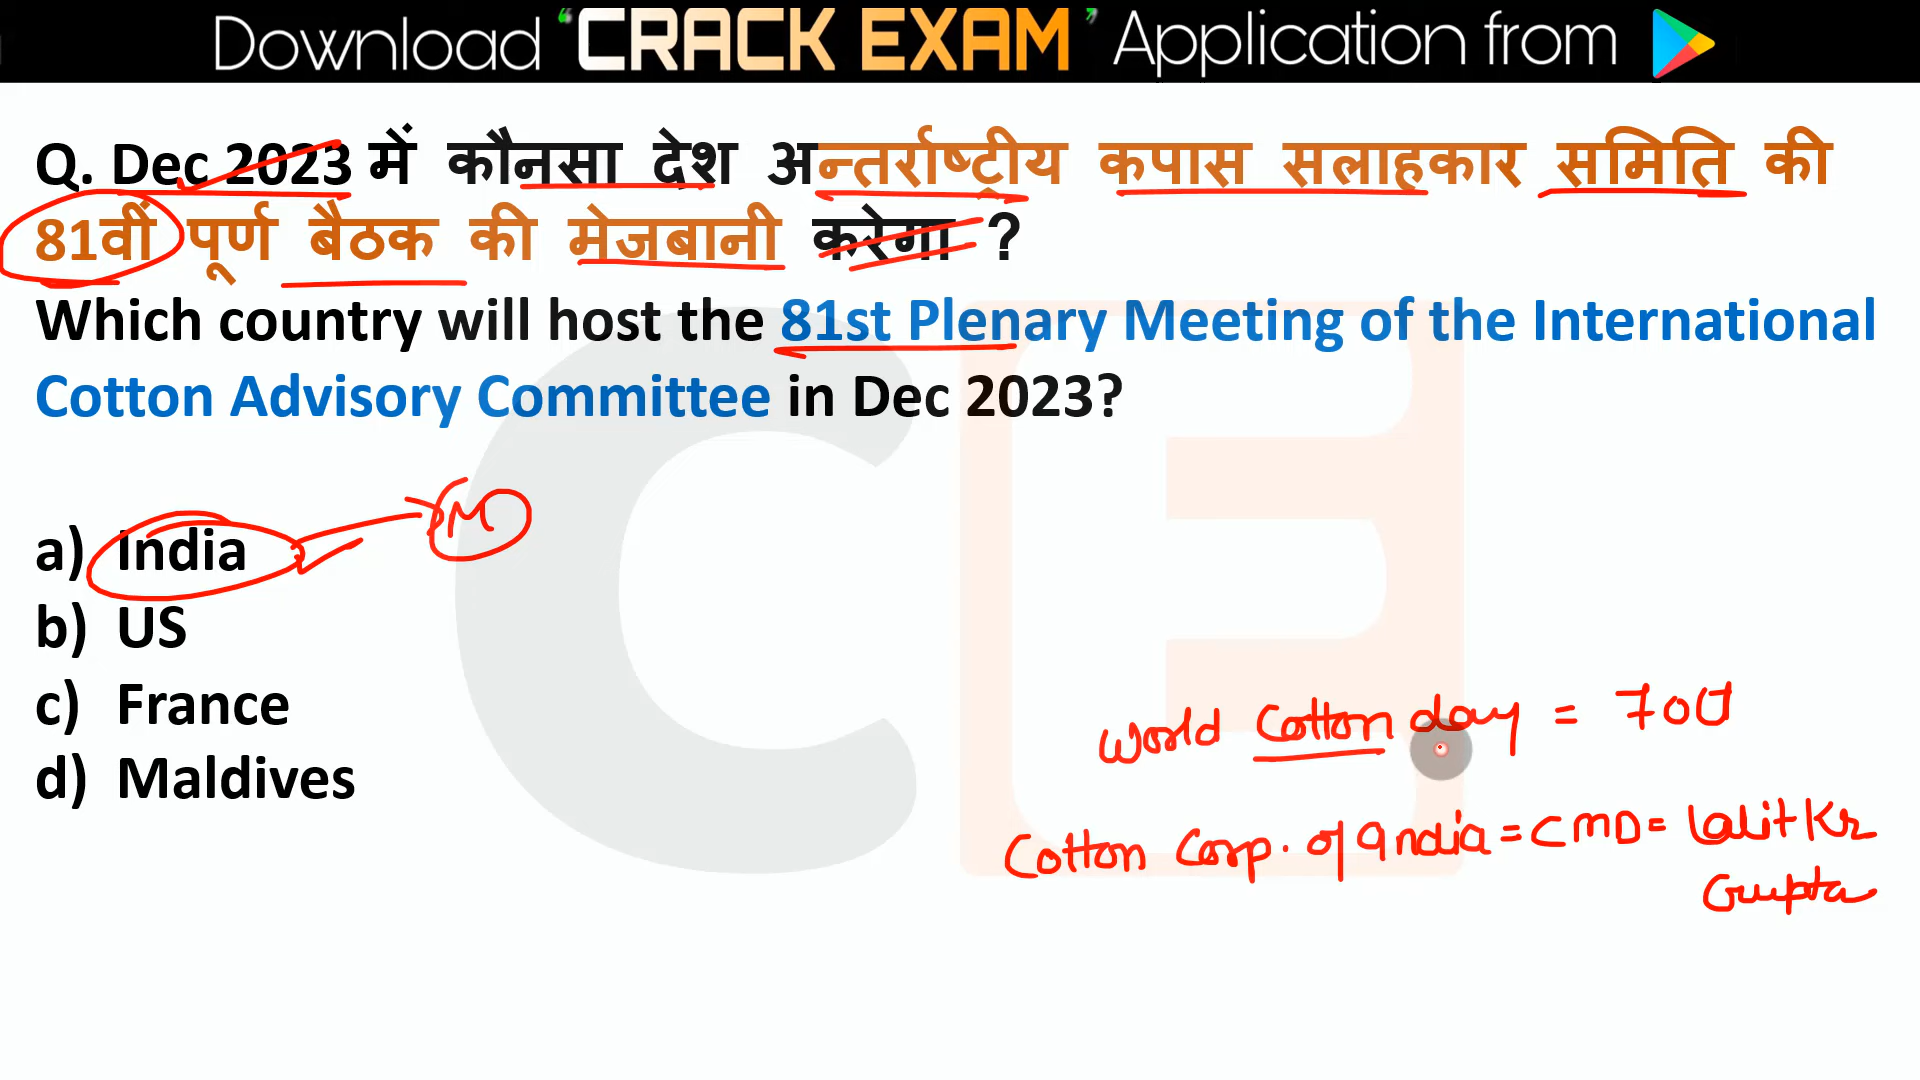 Download ‘CRACK EXAM’ Application from
Q. Dec 2023 में कौनसा देश अन्तर्राष्ट्रीय कपास सलाहकार समिति की
81वीं पूर्ण बैठक की मेजबानी करेगा ?
Which country will host the 81st Plenary Meeting of the International
Cotton Advisory Committee in Dec 2023?
a) India
b) US
c) France
d) Maldives
World Cotton day =
Cotton Corp. of India = CMD = Lalit Kr
Gupta